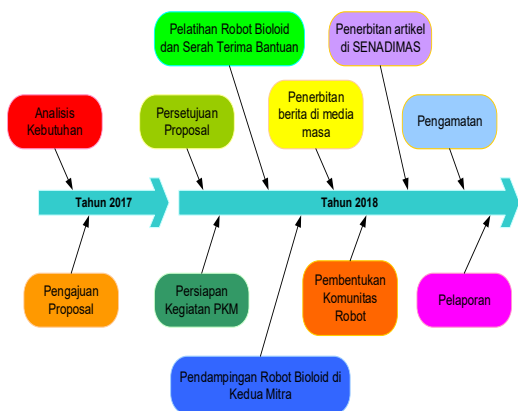 Pelatihan Robot Bioloid
dan Serah Terima Bantuan
Penerbitan artikel
di SENADIMAS
Analisis
Kebutuhan
Persetujuan
Proposal
Penerbitan
berita di media
masa
Pengamatan
Tahun 2017
Tahun 2018
Pengajuan
Proposal
Persiapan
Kegiatan PKM
Pembentukan
Komunitas
Robot
Pelaporan
Pendampingan Robot Bioloid di
Kedua Mitra